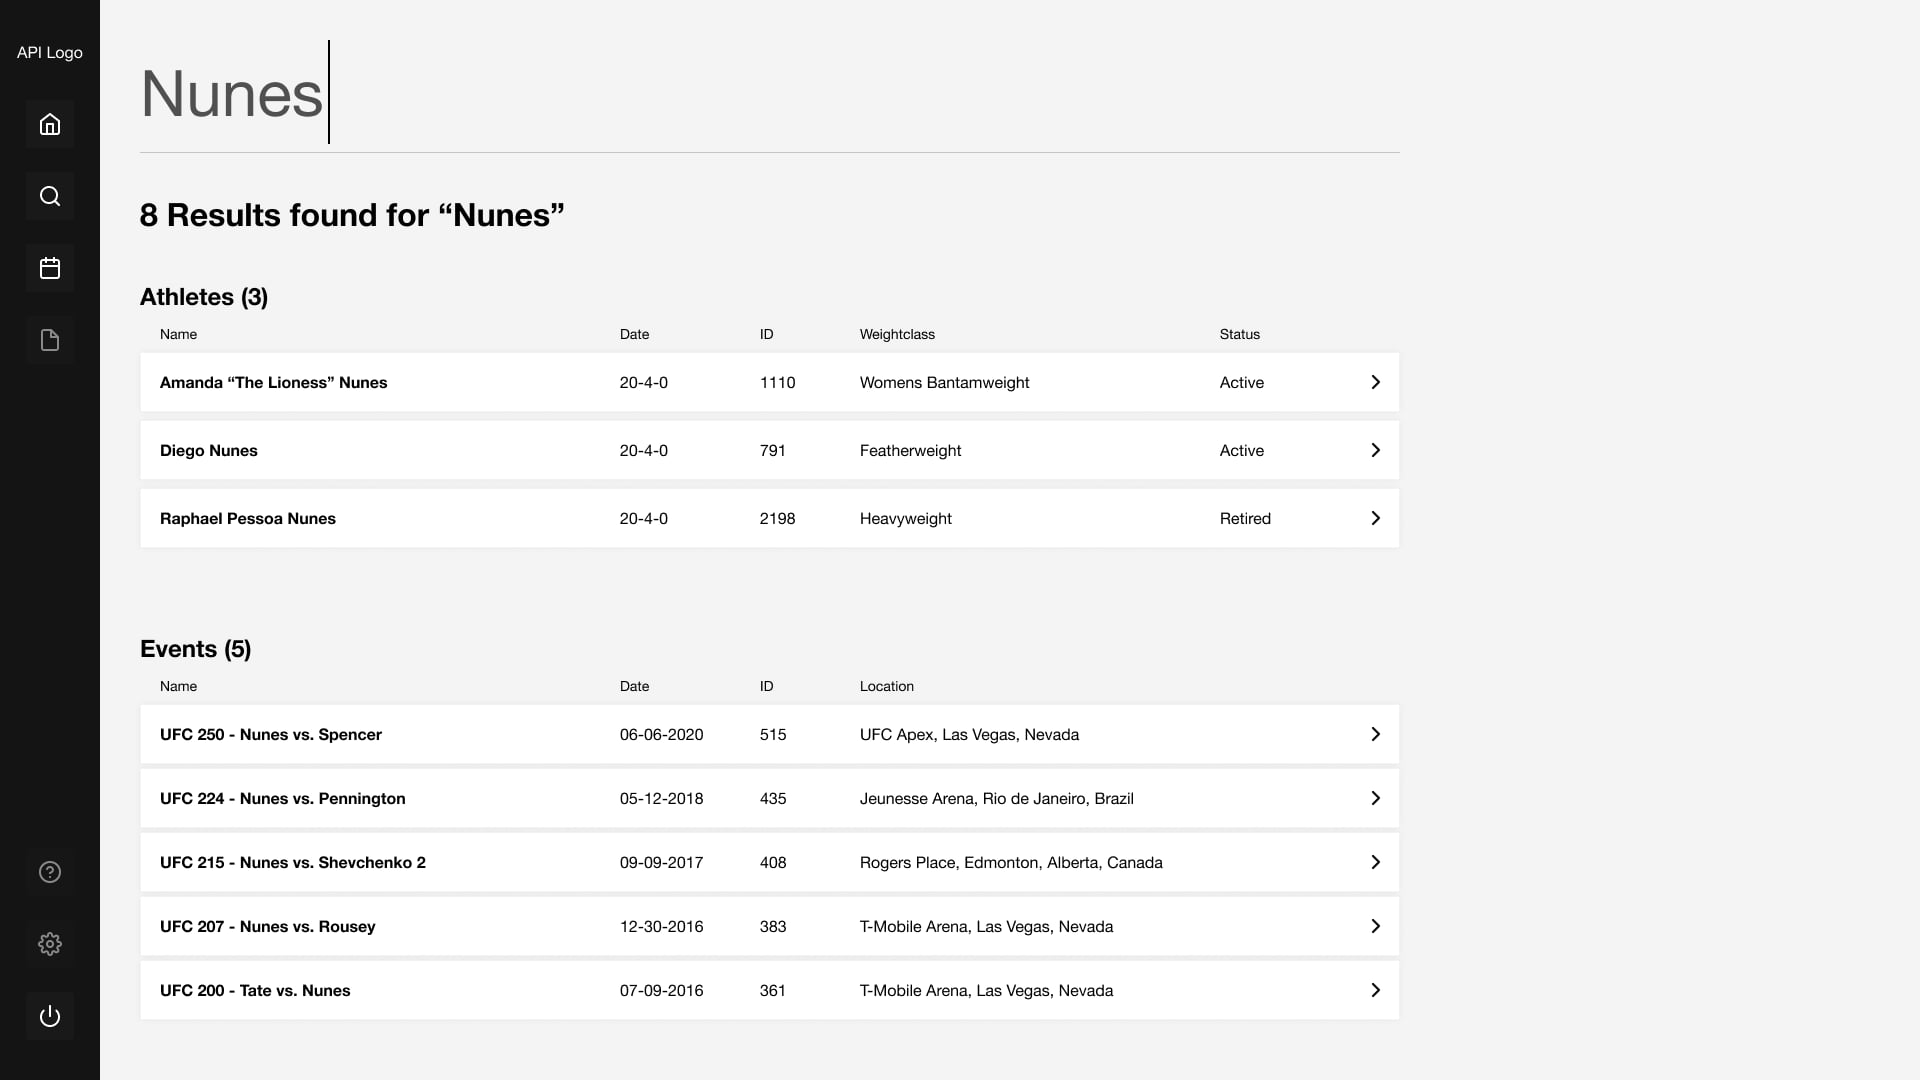 API Logo
Nunes
8 Results found for “Nunes”
Athletes (3)
Name Date ID Weightclass Status
Amanda “The Lioness” Nunes 20-4-0 1110 Womens Bantamweight Active
Diego Nunes 20-4-0 791 Featherweight Active
Raphael Pessoa Nunes 20-4-0 2198 Heavyweight Retired
Events (5)
Name Date ID Location
UFC 250 - Nunes vs. Spencer 06-06-2020 515 UFC Apex, Las Vegas, Nevada
UFC 224 - Nunes vs. Pennington 05-12-2018 435 Jeunesse Arena, Rio de Janeiro, Brazil
UFC 215 - Nunes vs. Shevchenko 2 09-09-2017 408 Rogers Place, Edmonton, Alberta, Canada
UFC 207 - Nunes vs. Rousey 12-30-2016 383 T-Mobile Arena, Las Vegas, Nevada
UFC 200 - Tate vs. Nunes 07-09-2016 361 T-Mobile Arena, Las Vegas, Nevada